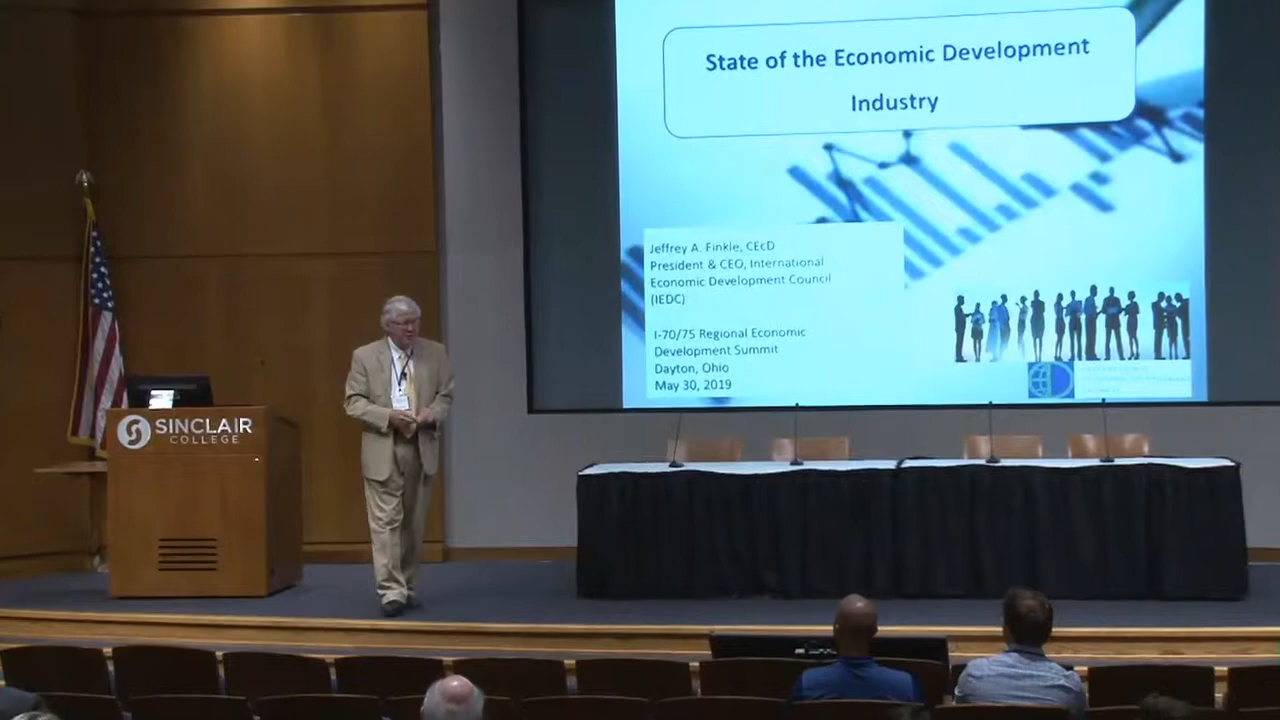 State of the Economic Development
Industry
Jeffrey A. Finkle, CEcD
President & CEO, International
Economic Development Council
(IEDC)
I-70/75 Regional Economic
Development Summit
Dayton, Ohio
May 30, 2019
SINCLAIR
COLLEGE